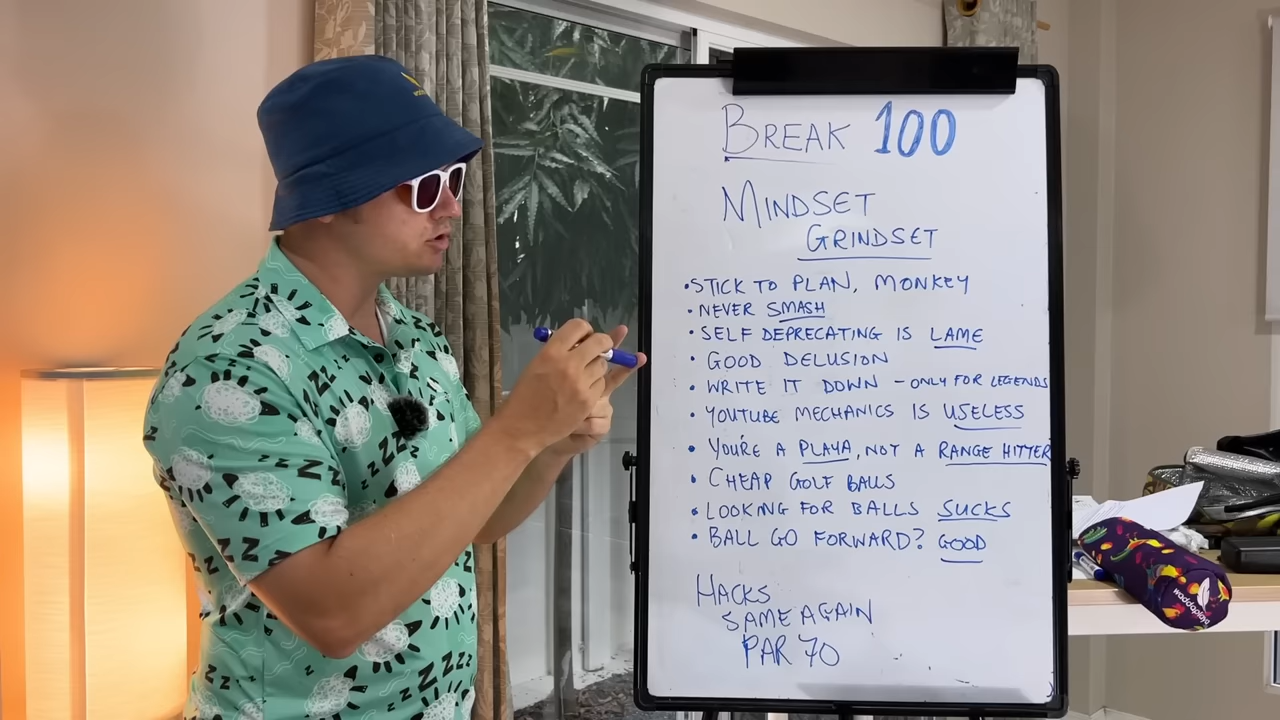 BREAK 100
MINDSET
GRINDSET
• STICK TO PLAN, MONKEY
• NEVER SMASH
• SELF DEPRECATING IS LAME
• GOOD DELUSION
• WRITE IT DOWN - ONLY FOR LEGENDS
• YOUTUBE MECHANICS IS USELESS
• YOU'RE A PLAYA, NOT A RANGE HITTER
• CHEAP GOLF BALLS
• LOOKING FOR BALLS SUCKS
• BALL GO FORWARD? GOOD
HACKS
SAME AGAIN
PAR 70
waddaplaya